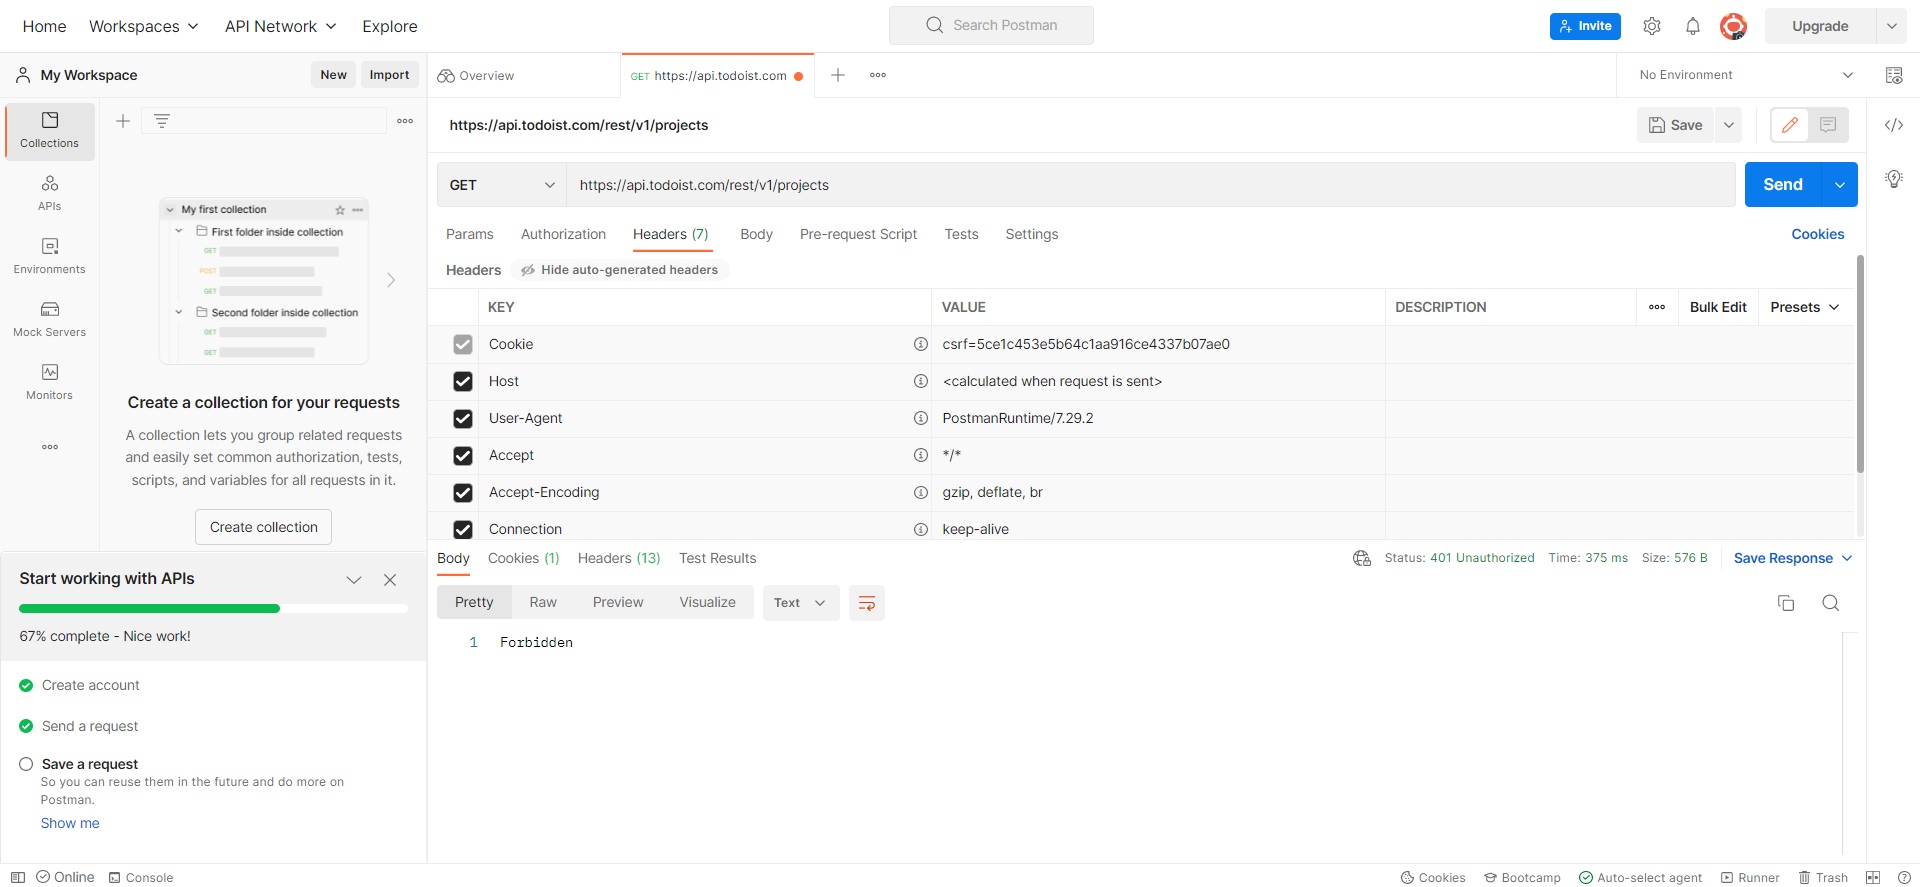 Home Workspaces API Network Explore Search Postman Invite Upgrade
My Workspace New Import Overview GET https://api.todoist.com No Environment
Collections
APIs
Environments
Mock Servers
Monitors
My first collection
First folder inside collection
GET
POST
GET
Second folder inside collection
GET
GET
Create a collection for your requests
A collection lets you group related requests
and easily set common authorization, tests,
scripts, and variables for all requests in it.
Create collection
Start working with APIs
67% complete - Nice work!
Create account
Send a request
Save a request
So you can reuse them in the future and do more on
Postman.
Show me
https://api.todoist.com/rest/v1/projects Save
GET https://api.todoist.com/rest/v1/projects Send
Params Authorization Headers (7) Body Pre-request Script Tests Settings Cookies
Headers Hide auto-generated headers
KEY VALUE DESCRIPTION Bulk Edit Presets
Cookie csrf=5ce1c453e5b64c1aa916ce4337b07ae0
Host <calculated when request is sent>
User-Agent PostmanRuntime/7.29.2
Accept */*
Accept-Encoding gzip, deflate, br
Connection keep-alive
Body Cookies (1) Headers (13) Test Results Status: 401 Unauthorized Time: 375 ms Size: 576 B Save Response
Pretty Raw Preview Visualize Text
1 Forbidden
Online Console Cookies Bootcamp Auto-select agent Runner Trash